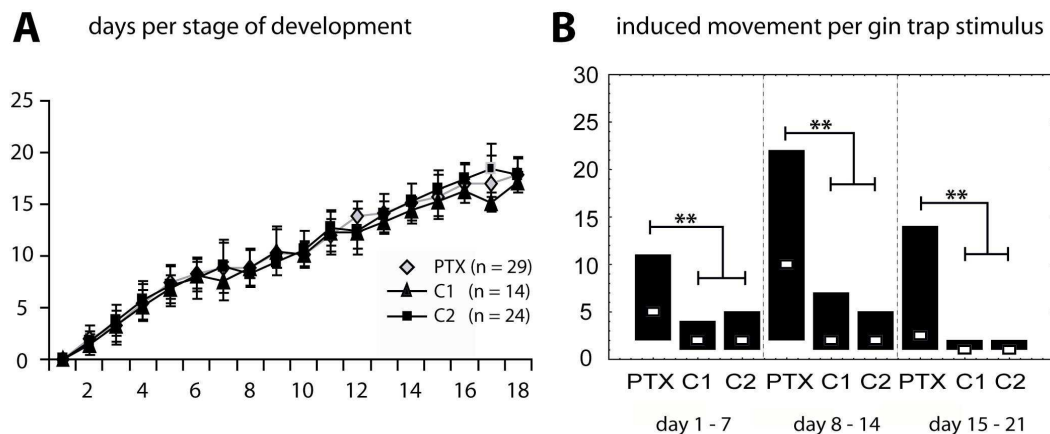 A days per stage of development
25
20
15
10
5
0
2 4 6 8 10 12 14 16 18
PTX (n = 29)
C1 (n = 14)
C2 (n = 24)
B induced movement per gin trap stimulus
30
25
20
15
10
5
0
** ** **
PTX C1 C2 PTX C1 C2 PTX C1 C2
day 1 - 7 day 8 - 14 day 15 - 21